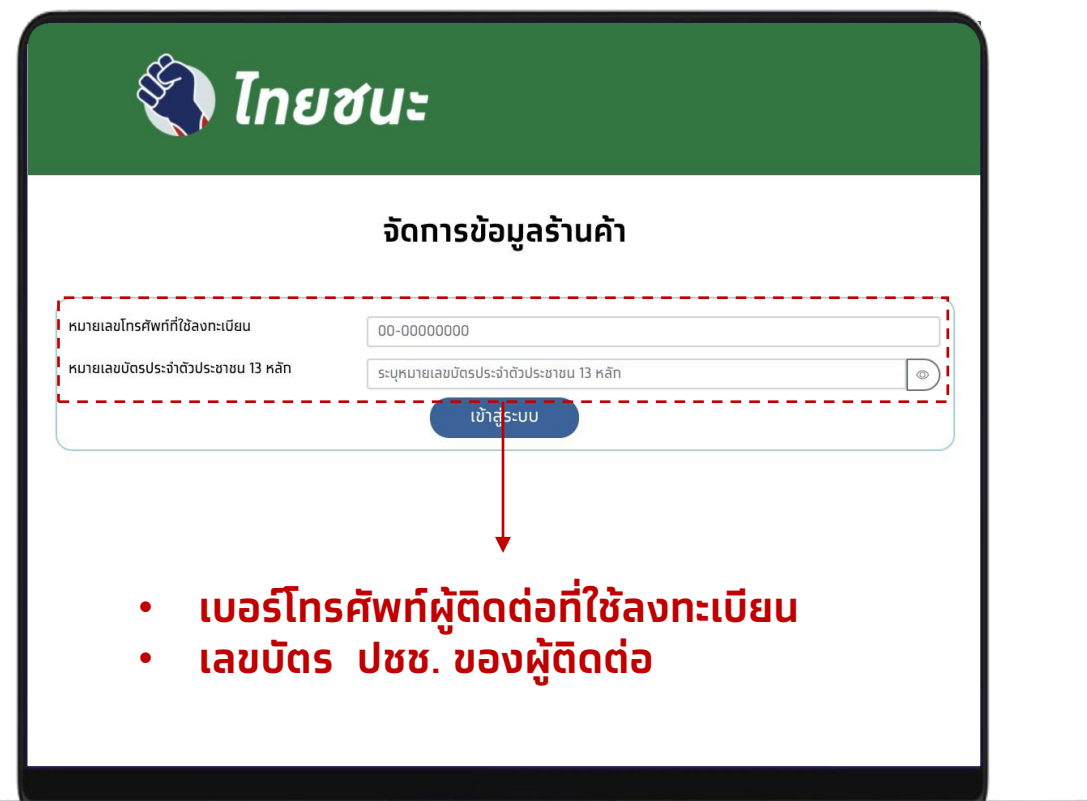 ไทยชนะ
จัดการข้อมูลร้านค้า
หมายเลขโทรศัพท์ที่ใช้ลงทะเบียน
00-00000000
หมายเลขบัตรประจำตัวประชาชน 13 หลัก
ระบุหมายเลขบัตรประจำตัวประชาชน 13 หลัก
เข้าสู่ระบบ
• เบอร์โทรศัพท์ผู้ติดต่อที่ใช้ลงทะเบียน
• เลขบัตร ปชช. ของผู้ติดต่อ